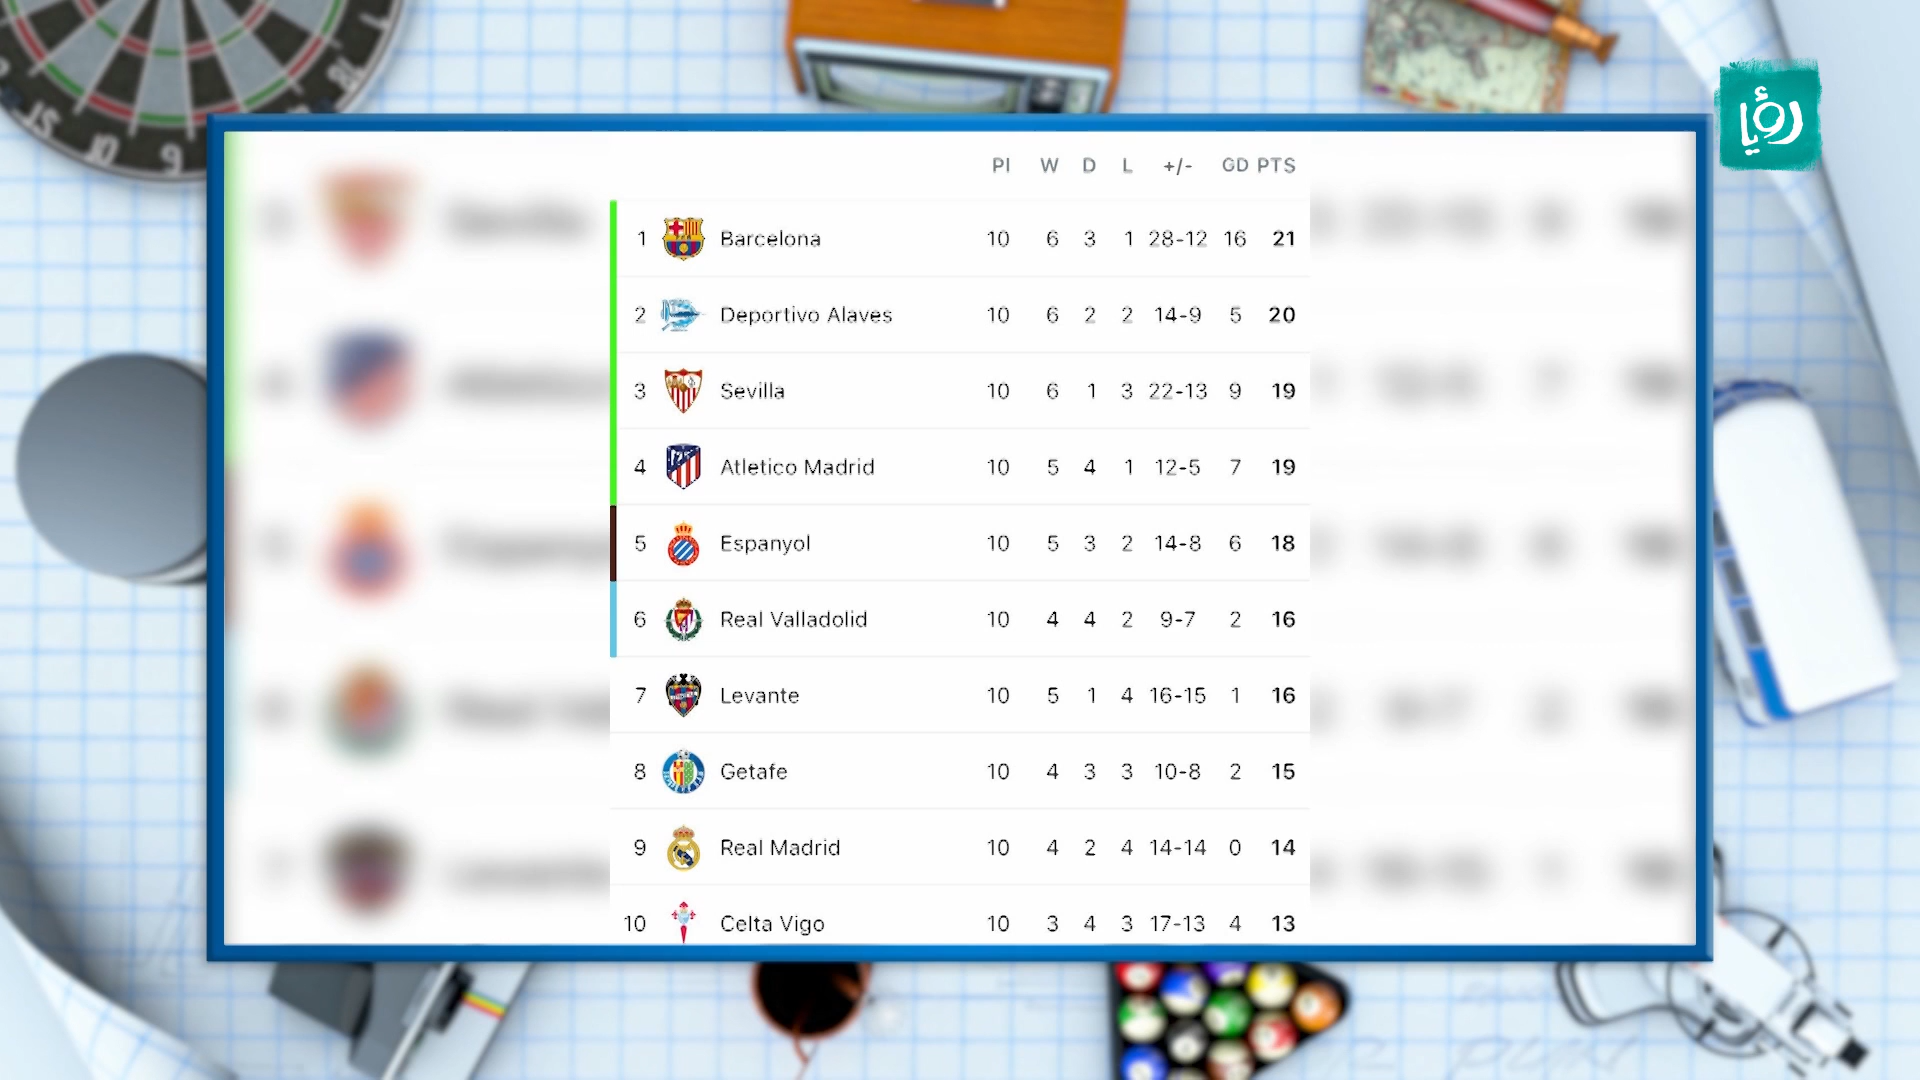 رؤيا
Pl W D L +/- GD PTS
1 Barcelona 10 6 3 1 28-12 16 21
2 Deportivo Alaves 10 6 2 2 14-9 5 20
3 Sevilla 10 6 1 3 22-13 9 19
4 Atletico Madrid 10 5 4 1 12-5 7 19
5 Espanyol 10 5 3 2 14-8 6 18
6 Real Valladolid 10 4 4 2 9-7 2 16
7 Levante 10 5 1 4 16-15 1 16
8 Getafe 10 4 3 3 10-8 2 15
9 Real Madrid 10 4 2 4 14-14 0 14
10 Celta Vigo 10 3 4 3 17-13 4 13